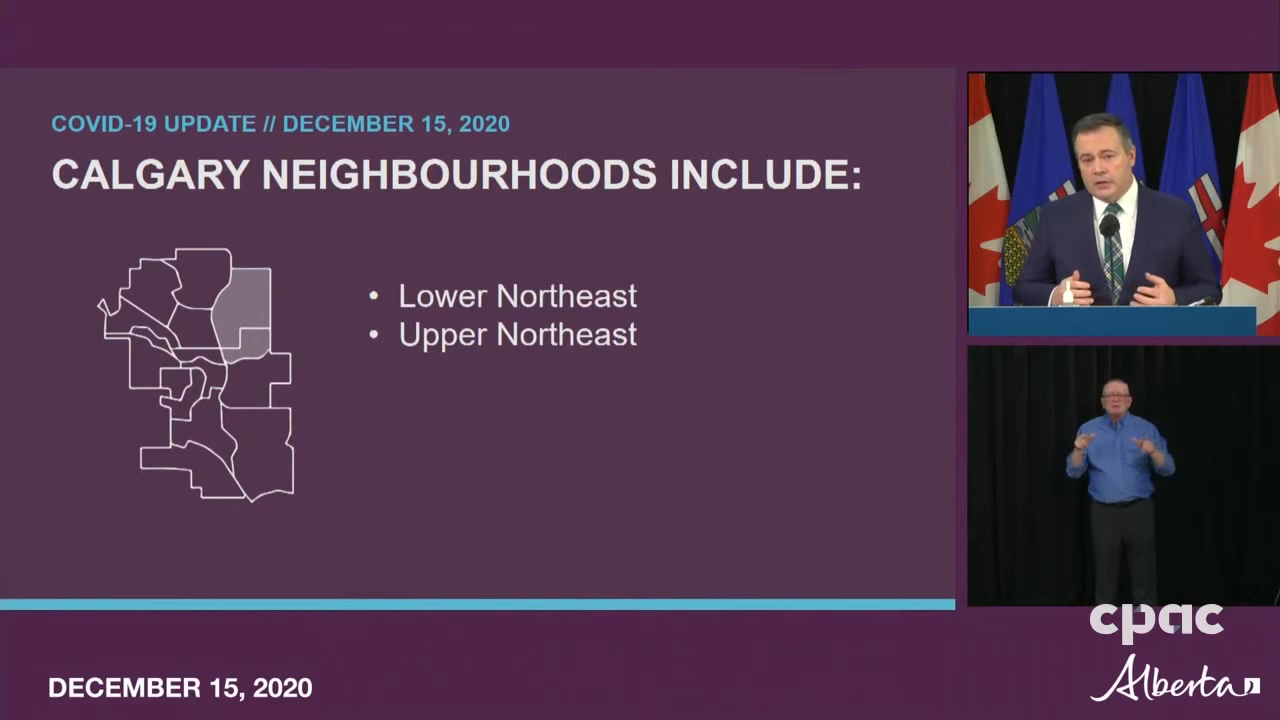 COVID-19 UPDATE // DECEMBER 15, 2020
CALGARY NEIGHBOURHOODS INCLUDE:
• Lower Northeast
• Upper Northeast
cpac
DECEMBER 15, 2020
Alberta